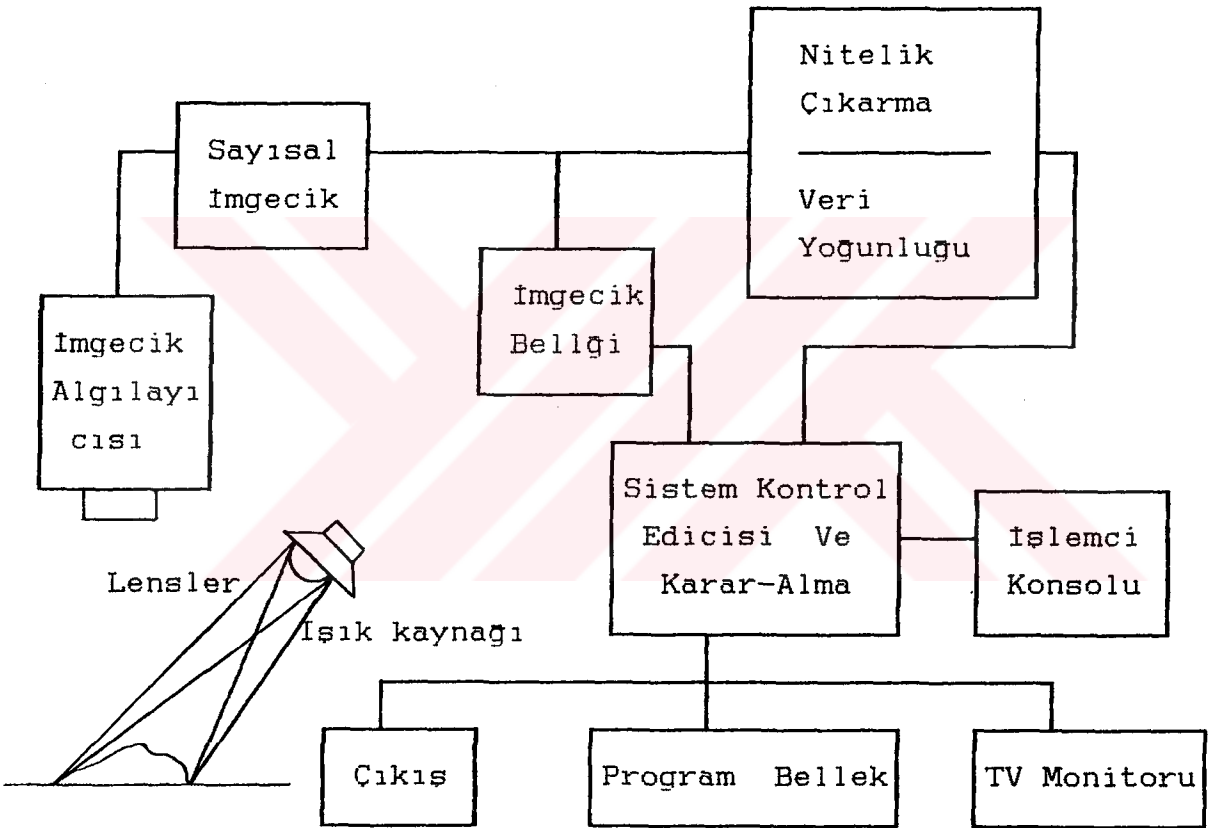 Nitelik
Çıkarma
Veri
Yoğunluğu
Sayısal
İmgecik
İmgecik
Bellği
İmgecik
Algılayı
cısı
Sistem Kontrol
Edicisi Ve
Karar-Alma
İşlemci
Konsolu
Lensler
Işık kaynağı
Çıkış
Program Bellek
TV Monitoru